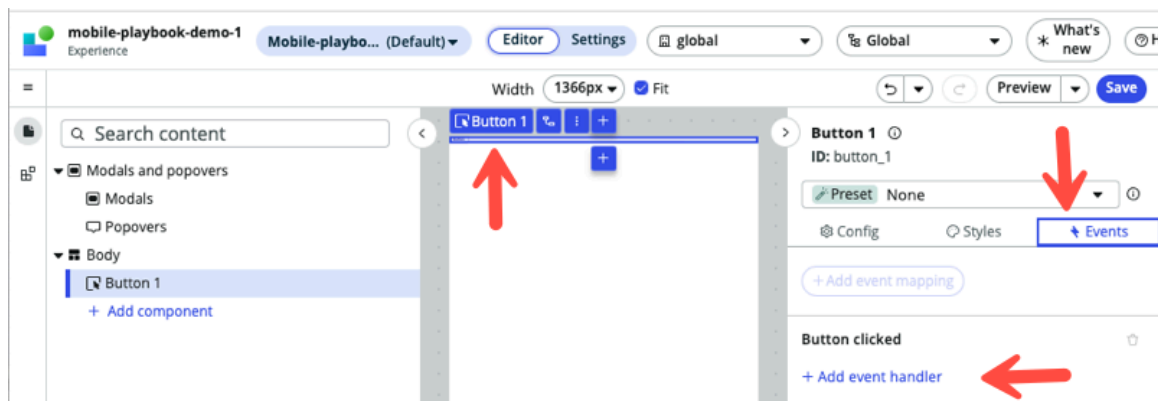 mobile-playbook-demo-1
Experience
Mobile-playbo... (Default)
Editor
Settings
global
Global
What's
new
Width
1366px
Fit
Preview
Save
Search content
Modals and popovers
Modals
Popovers
Body
Button 1
+ Add component
Button 1
Button 1
ID: button_1
Preset
None
Config
Styles
Events
+ Add event mapping
Button clicked
+ Add event handler